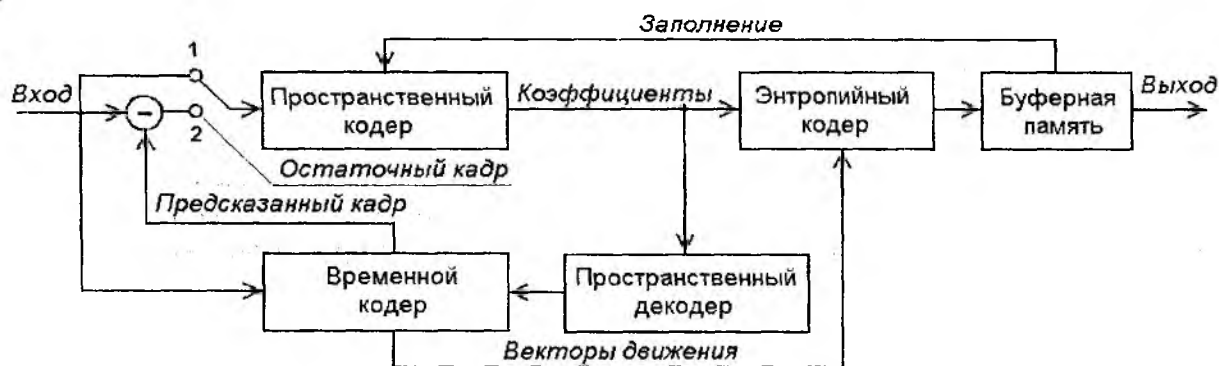 Заполнение
1
Вход
−
2
Пространственный
кодер
Коэффициенты
Энтропийный
кодер
Буферная
память
Выход
Остаточный кадр
Предсказанный кадр
Временной
кодер
Пространственный
декодер
Векторы движения